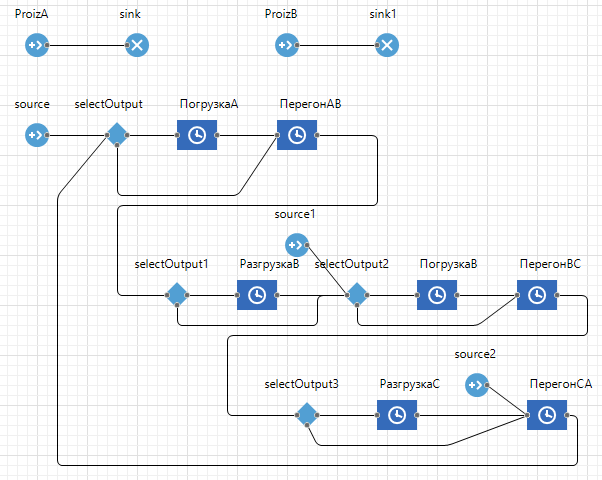 ProizA sink ProizB sink1
source selectOutput ПогрузкаА ПерегонАВ
source1
selectOutput1 РазгрузкаВ selectOutput2 ПогрузкаВ ПерегонВС
source2
selectOutput3 РазгрузкаС ПерегонСА